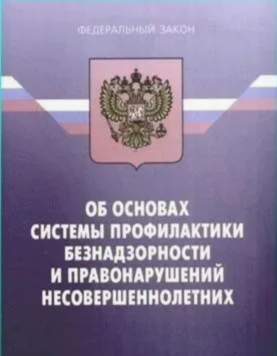 ФЕДЕРАЛЬНЫЙ ЗАКОН
ОБ ОСНОВАХ
СИСТЕМЫ ПРОФИЛАКТИКИ
БЕЗНАДЗОРНОСТИ
И ПРАВОНАРУШЕНИЙ
НЕСОВЕРШЕННОЛЕТНИХ